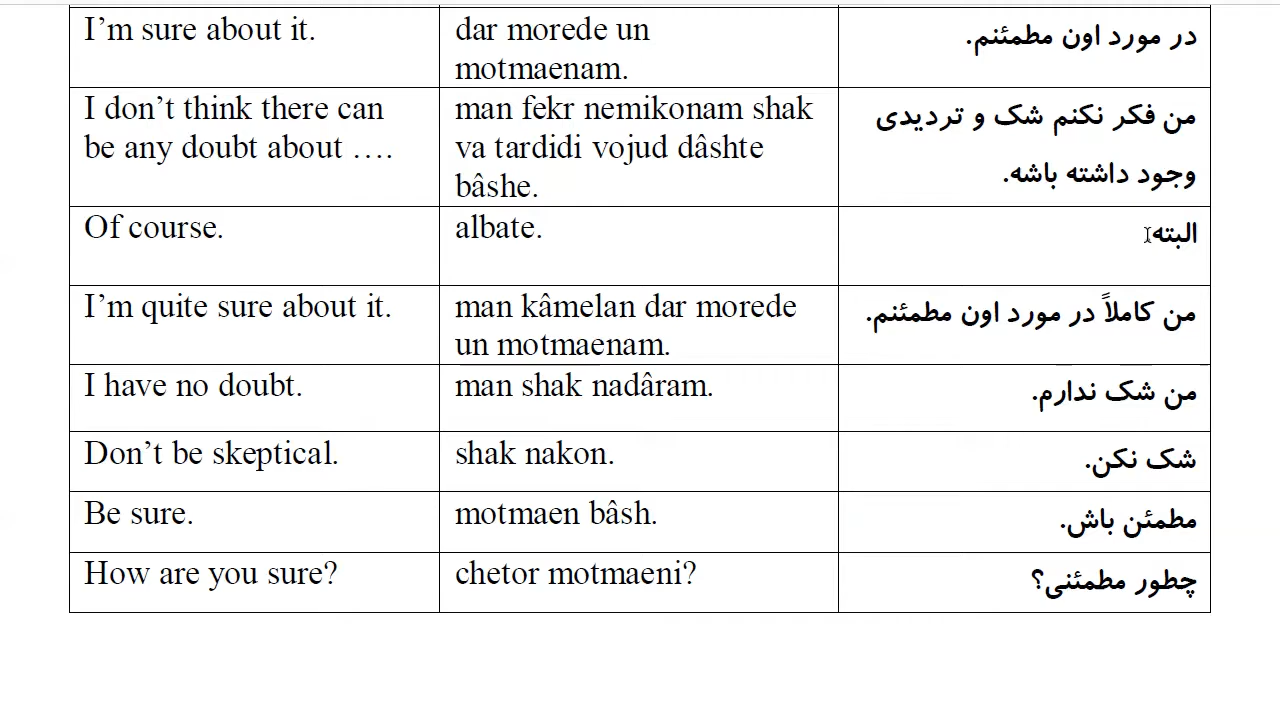 I’m sure about it.
dar morede un
motmaenam.
در مورد اون مطمئنم.
I don’t think there can
be any doubt about ….
man fekr nemikonam shak
va tardidi vojud dâshte
bâshe.
من فکر نکنم شک و تردیدی
وجود داشته باشه.
Of course.
albate.
البته
I’m quite sure about it.
man kâmelan dar morede
un motmaenam.
من کاملاً در مورد اون مطمئنم.
I have no doubt.
man shak nadâram.
من شک ندارم.
Don’t be skeptical.
shak nakon.
شک نکن.
Be sure.
motmaen bâsh.
مطمئن باش.
How are you sure?
chetor motmaeni?
چطور مطمئنی؟